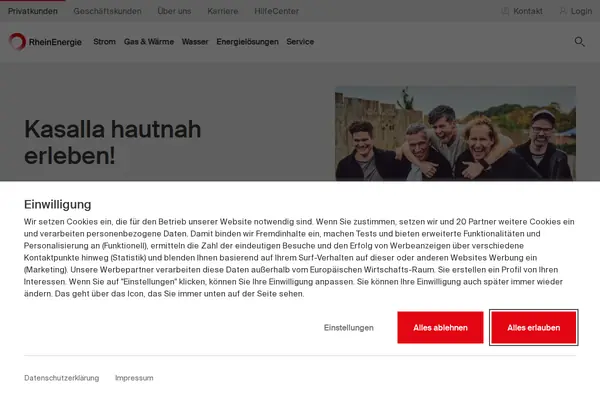 Privatkunden Geschäftskunden Über uns Karriere HilfeCenter Kontakt Login
RheinEnergie Strom Gas & Wärme Wasser Energielösungen Service
Kasalla hautnah
erleben!
Einwilligung
Wir setzen Cookies ein, die für den Betrieb unserer Website notwendig sind. Wenn Sie zustimmen, setzen wir und 20 Partner weitere Cookies ein
und verarbeiten personenbezogene Daten. Damit binden wir Fremdinhalte ein, machen Tests und bieten erweiterte Funktionalitäten und
Personalisierung an (Funktionell), ermitteln die Zahl der eindeutigen Besuche und den Erfolg von Werbeanzeigen über verschiedene
Kontaktpunkte hinweg (Statistik) und blenden Ihnen basierend auf Ihrem Surf-Verhalten auf dieser oder anderen Websites Werbung ein
(Marketing). Unsere Werbepartner verarbeiten diese Daten außerhalb vom Europäischen Wirtschafts-Raum. Sie erstellen ein Profil von Ihren
Interessen. Wenn Sie auf "Einstellungen" klicken, können Sie Ihre Einwilligung anpassen. Sie können Ihre Einwilligung auch später immer wieder
ändern. Das geht über das Icon, das Sie immer unten auf der Seite sehen.
Einstellungen Alles ablehnen Alles erlauben
Datenschutzerklärung Impressum